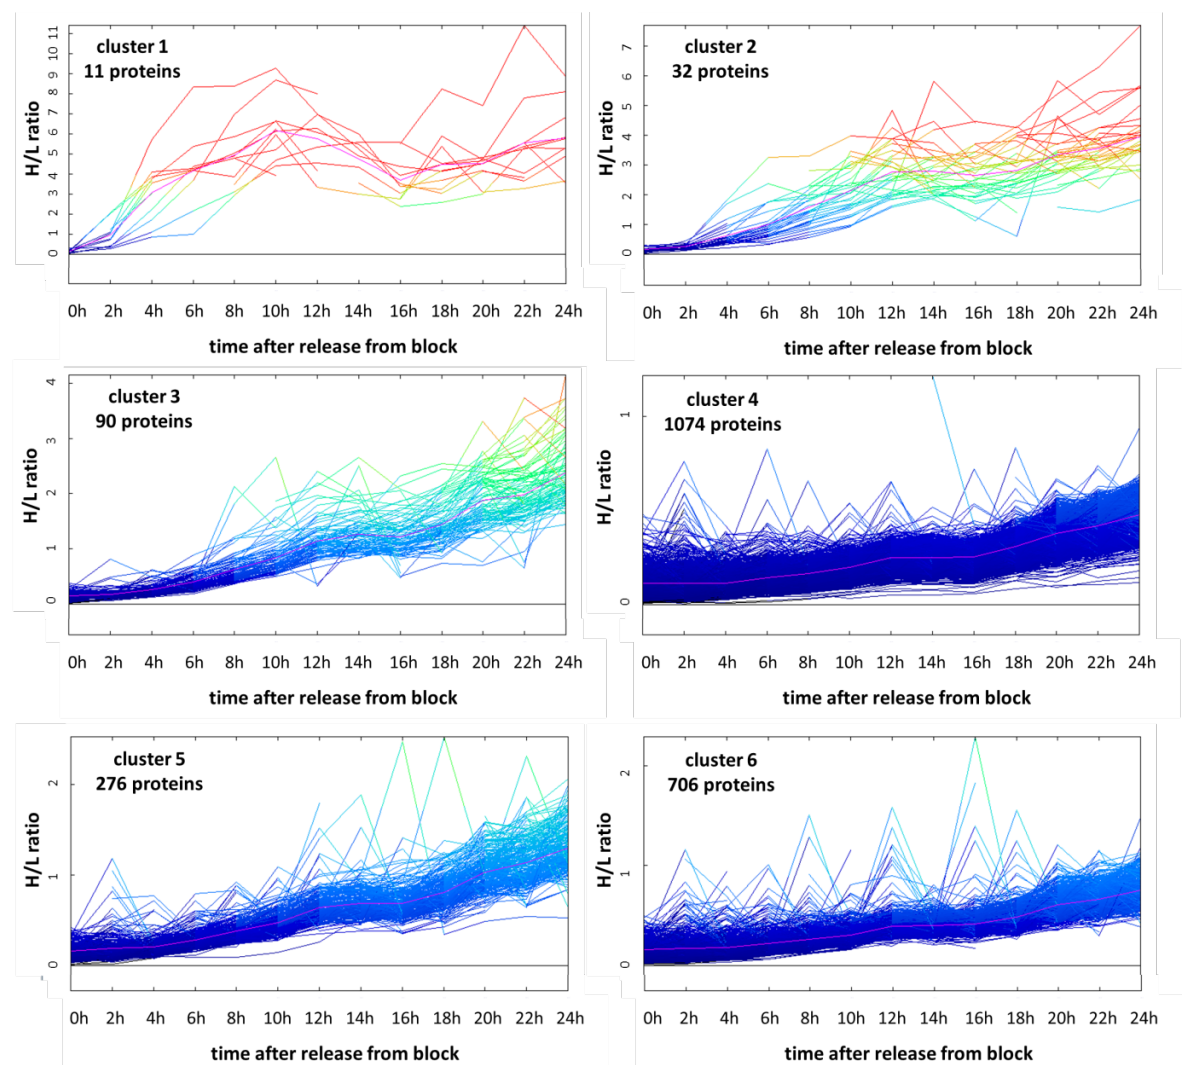 cluster 1
11 proteins
H/L ratio
0
1
2
3
4
5
6
7
8
9
10
11
0h 2h 4h 6h 8h 10h 12h 14h 16h 18h 20h 22h 24h
time after release from block
cluster 2
32 proteins
H/L ratio
0
1
2
3
4
5
6
7
0h 2h 4h 6h 8h 10h 12h 14h 16h 18h 20h 22h 24h
time after release from block
cluster 3
90 proteins
H/L ratio
0
1
2
3
4
0h 2h 4h 6h 8h 10h 12h 14h 16h 18h 20h 22h 24h
time after release from block
cluster 4
1074 proteins
H/L ratio
0
1
0h 2h 4h 6h 8h 10h 12h 14h 16h 18h 20h 22h 24h
time after release from block
cluster 5
276 proteins
H/L ratio
0
1
2
0h 2h 4h 6h 8h 10h 12h 14h 16h 18h 20h 22h 24h
time after release from block
cluster 6
706 proteins
H/L ratio
0
1
2
0h 2h 4h 6h 8h 10h 12h 14h 16h 18h 20h 22h 24h
time after release from block